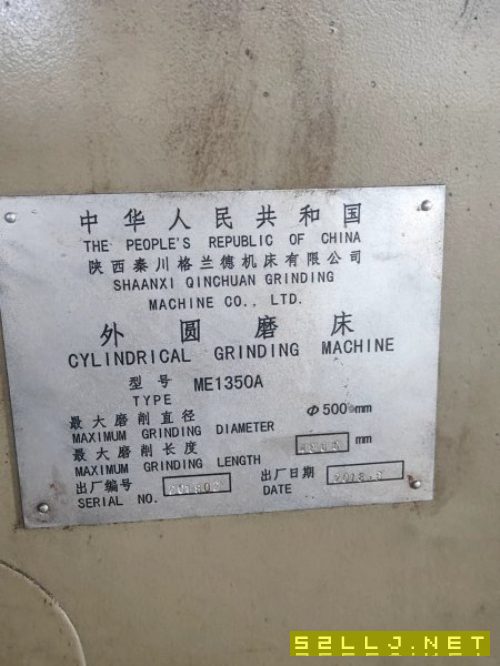 中华人民共和国
THE PEOPLE'S REPUBLIC OF CHINA
陕西秦川格兰德机床有限公司
SHAANXI QINCHUAN GRINDING
MACHINE CO., LTD.
外圆磨床
CYLINDRICAL GRINDING MACHINE
型号 ME1350A
TYPE
最大磨削直径 Φ500 mm
MAXIMUM GRINDING DIAMETER
最大磨削长度 mm
MAXIMUM GRINDING LENGTH
出厂编号 出厂日期
SERIAL NO. DATE
52LLJ.NET